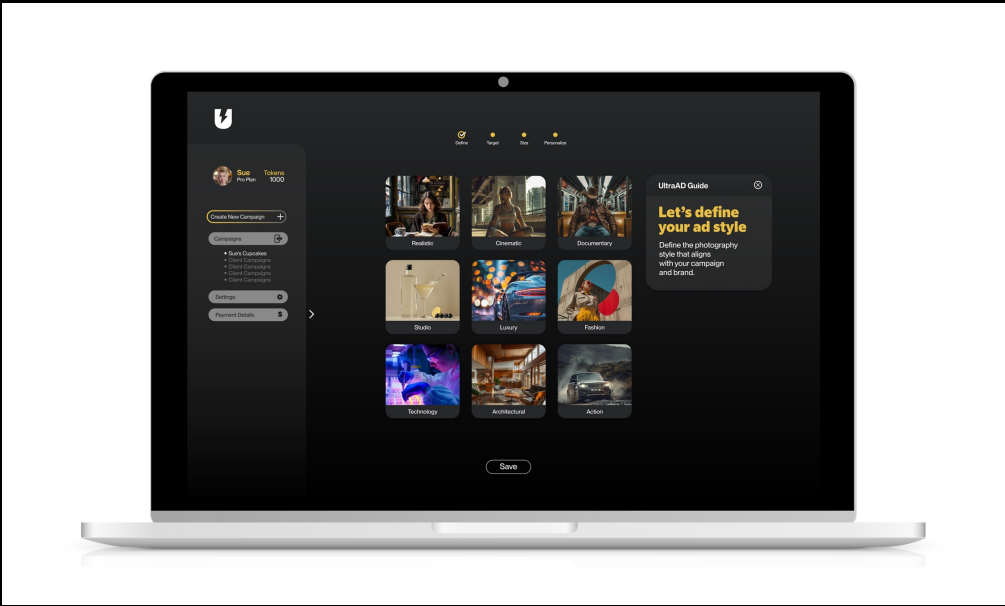 Define
Target
Size
Personalize
Sue
Pro Plan
Tokens
1000
Create New Campaign
Campaigns
Sue's Cupcakes
Client Campaigns
Client Campaigns
Client Campaigns
Client Campaigns
Settings
Payment Details
$
Realistic
Cinematic
Documentary
Studio
Luxury
Fashion
Technology
Architectural
Action
Save
UltraAD Guide
Let's define
your ad style
Define the photography
style that aligns
with your campaign
and brand.